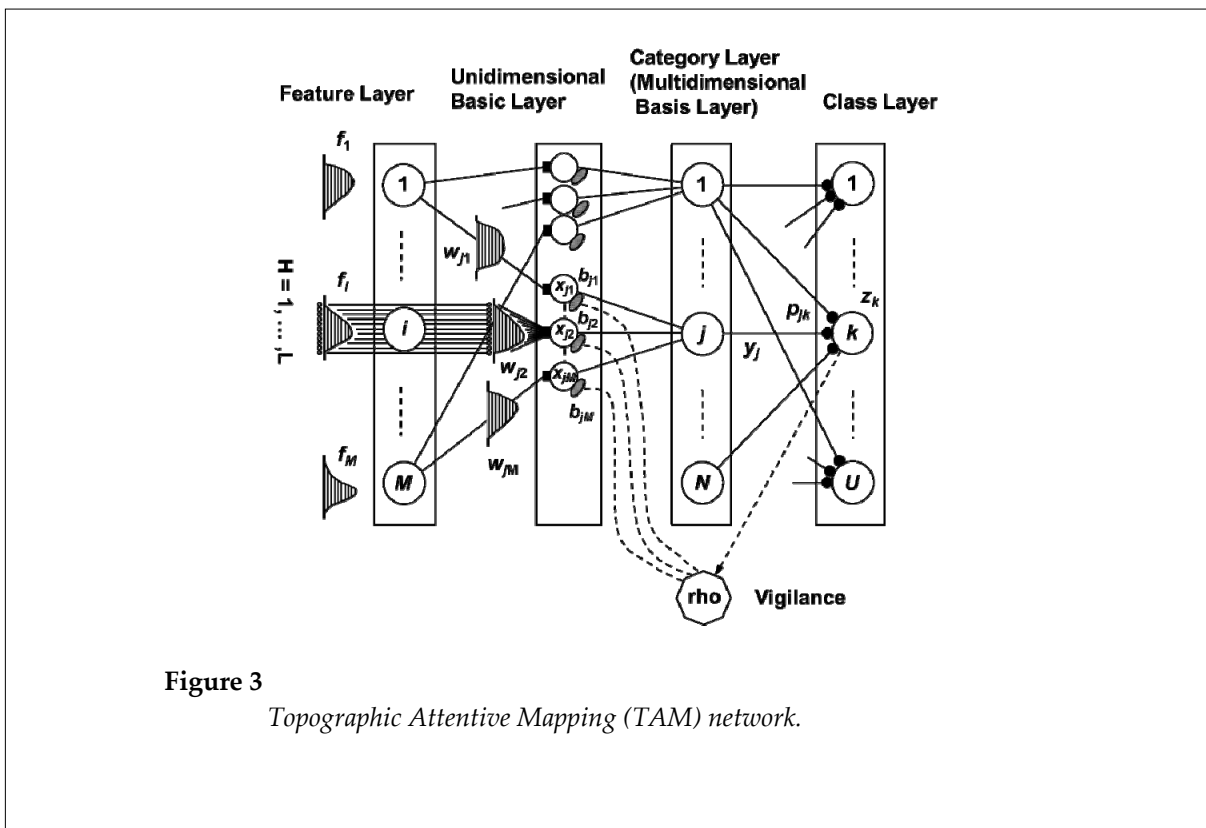 Feature Layer
Unidimensional
Basic Layer
Category Layer
(Multidimensional
Basis Layer)
Class Layer
f1
1
1
1
wj1
H = 1, ... ,L
fi
i
wj2
xj1
bj1
xj2
bj2
xjM
bjM
j
yj
pjk
zk
k
fM
M
wjM
N
U
rho
Vigilance
Figure 3
Topographic Attentive Mapping (TAM) network.